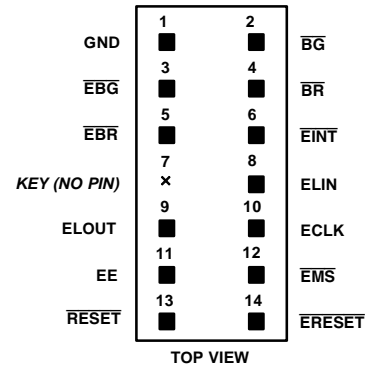 1 2
GND BG
3 4
EBG BR
5 6
EBR EINT
7 8
KEY (NO PIN) × ELIN
9 10
ELOUT ECLK
11 12
EE EMS
13 14
RESET ERESET
TOP VIEW